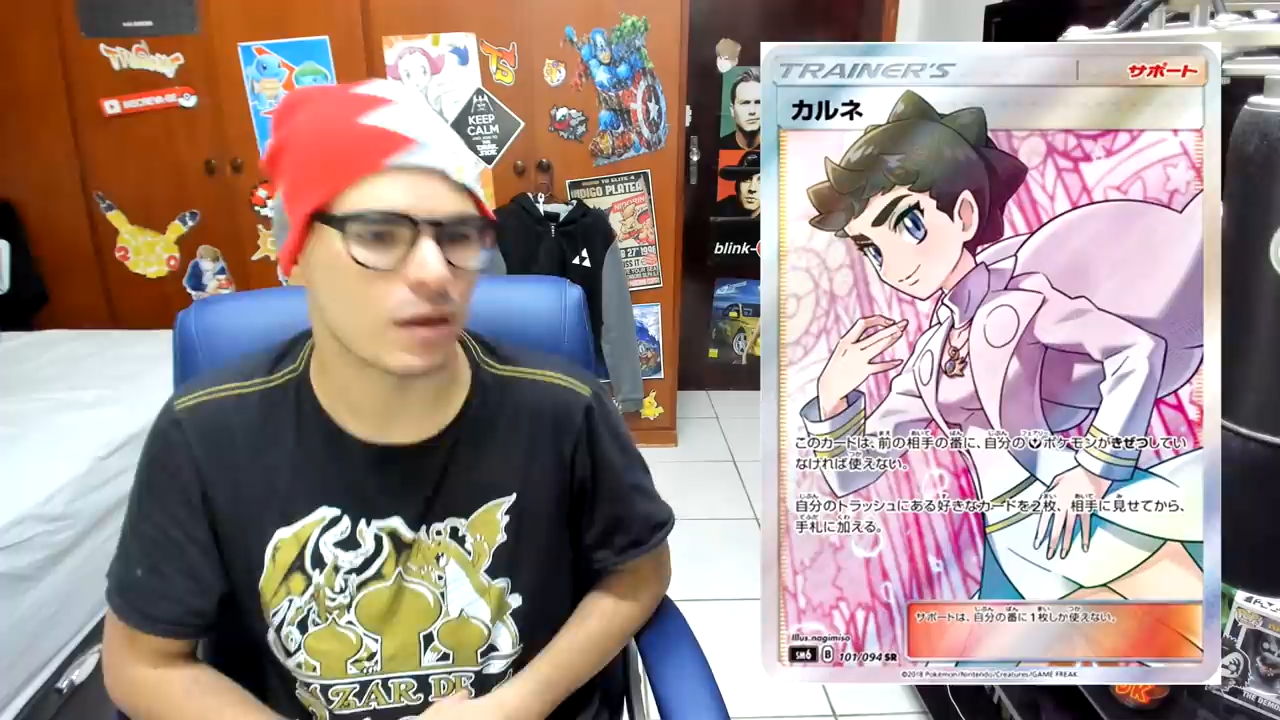 INSCREVA-SE
KEEP
CALM
INDIGO PLATEAU
blink-
AZAR DE
TRAINER'S
サポート
カルネ
このカードは、前の相手の番に、自分のポケモンがきぜつしてい
なければ使えない。
自分のトラッシュにある好きなカードを2枚、相手に見せてから、
手札に加える。
サポートは、自分の番に1枚しか使えない。
Illus. nagimiso
SM6 B 101/094 SR
©2018 Pokémon/Nintendo/Creatures/GAME FREAK